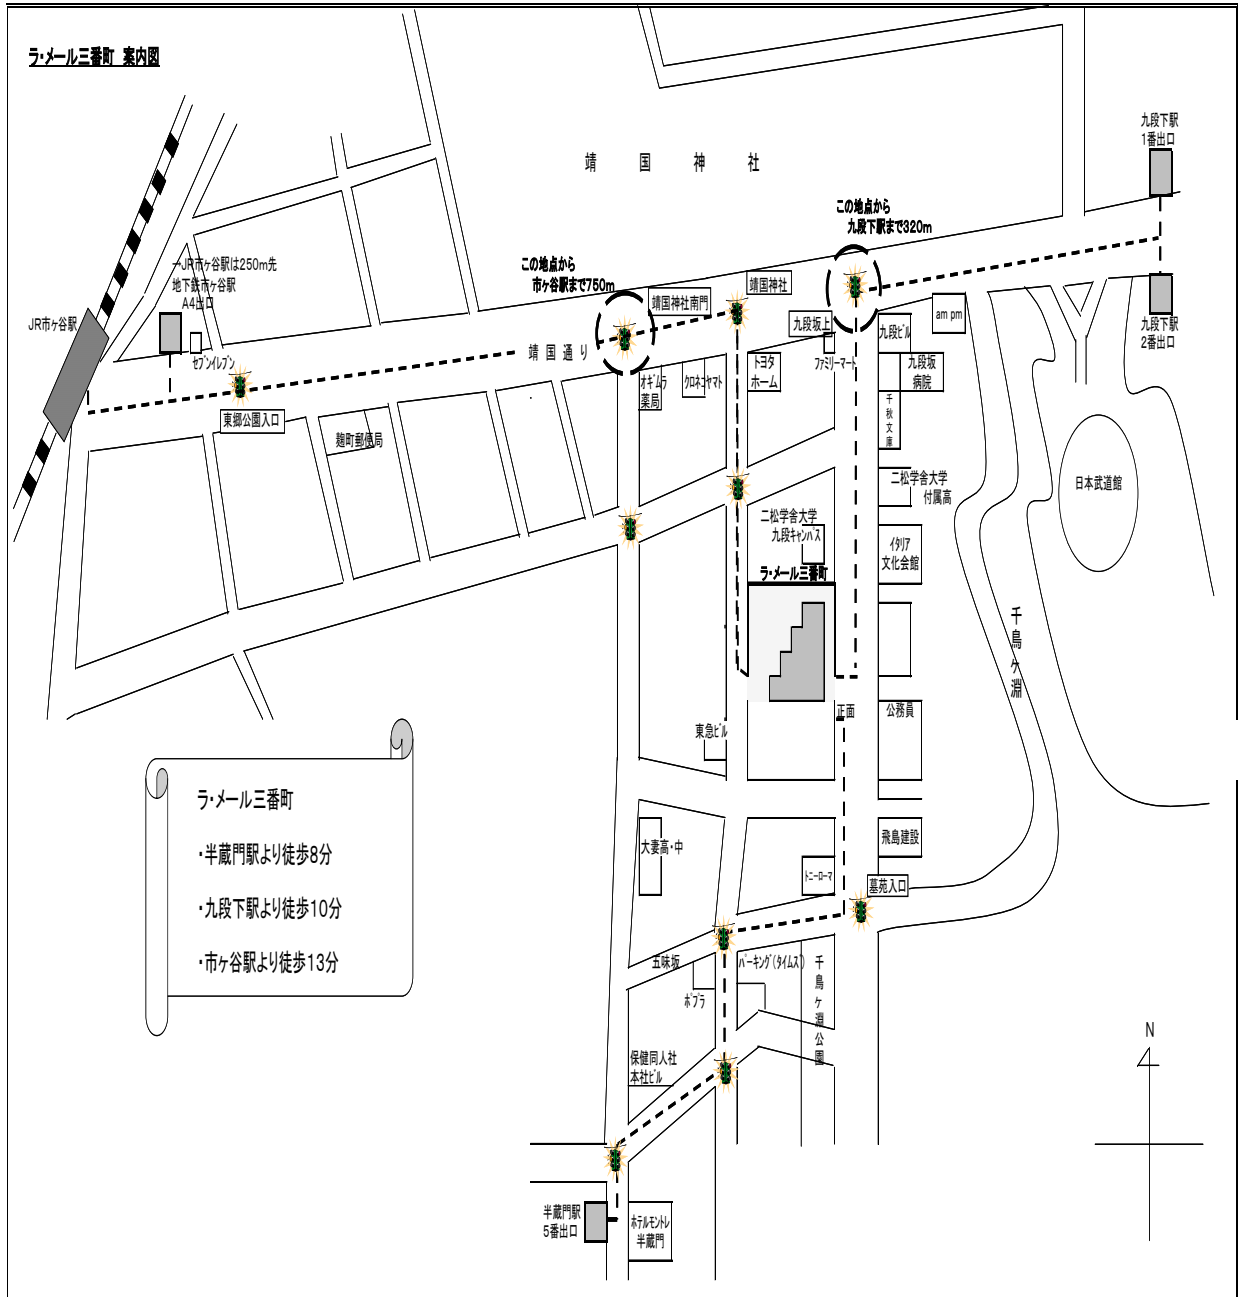 ラ・メール三番町 案内図
九段下駅
1番出口
靖 国 神 社
この地点から
九段下駅まで320m
→JR市ヶ谷駅は250m先
地下鉄市ヶ谷駅
A4出口
この地点から
市ヶ谷駅まで750m
靖国神社南門
靖国神社
九段坂上
九段ビル
am pm
九段下駅
2番出口
JR市ヶ谷駅
セブンイレブン
靖 国 通 り
オギムラ
薬局
クロネコヤマト
トヨタ
ホーム
ファミリーマート
九段坂
病院
千秋文庫
東郷公園入口
麹町郵便局
二松学舎大学
付属高
日本武道館
二松学舎大学
九段キャンパス
イタリア
文化会館
ラ・メール三番町
千鳥ヶ淵
正面
公務員
東急ビル
ラ・メール三番町
・半蔵門駅より徒歩8分
・九段下駅より徒歩10分
・市ヶ谷駅より徒歩13分
大妻高・中
飛島建設
トニーローマ
墓苑入口
五味坂
パーキング(タイムズ)
千鳥ヶ淵公園
ポプラ
保健同人社
本社ビル
N
半蔵門駅
5番出口
ホテルモントレ
半蔵門